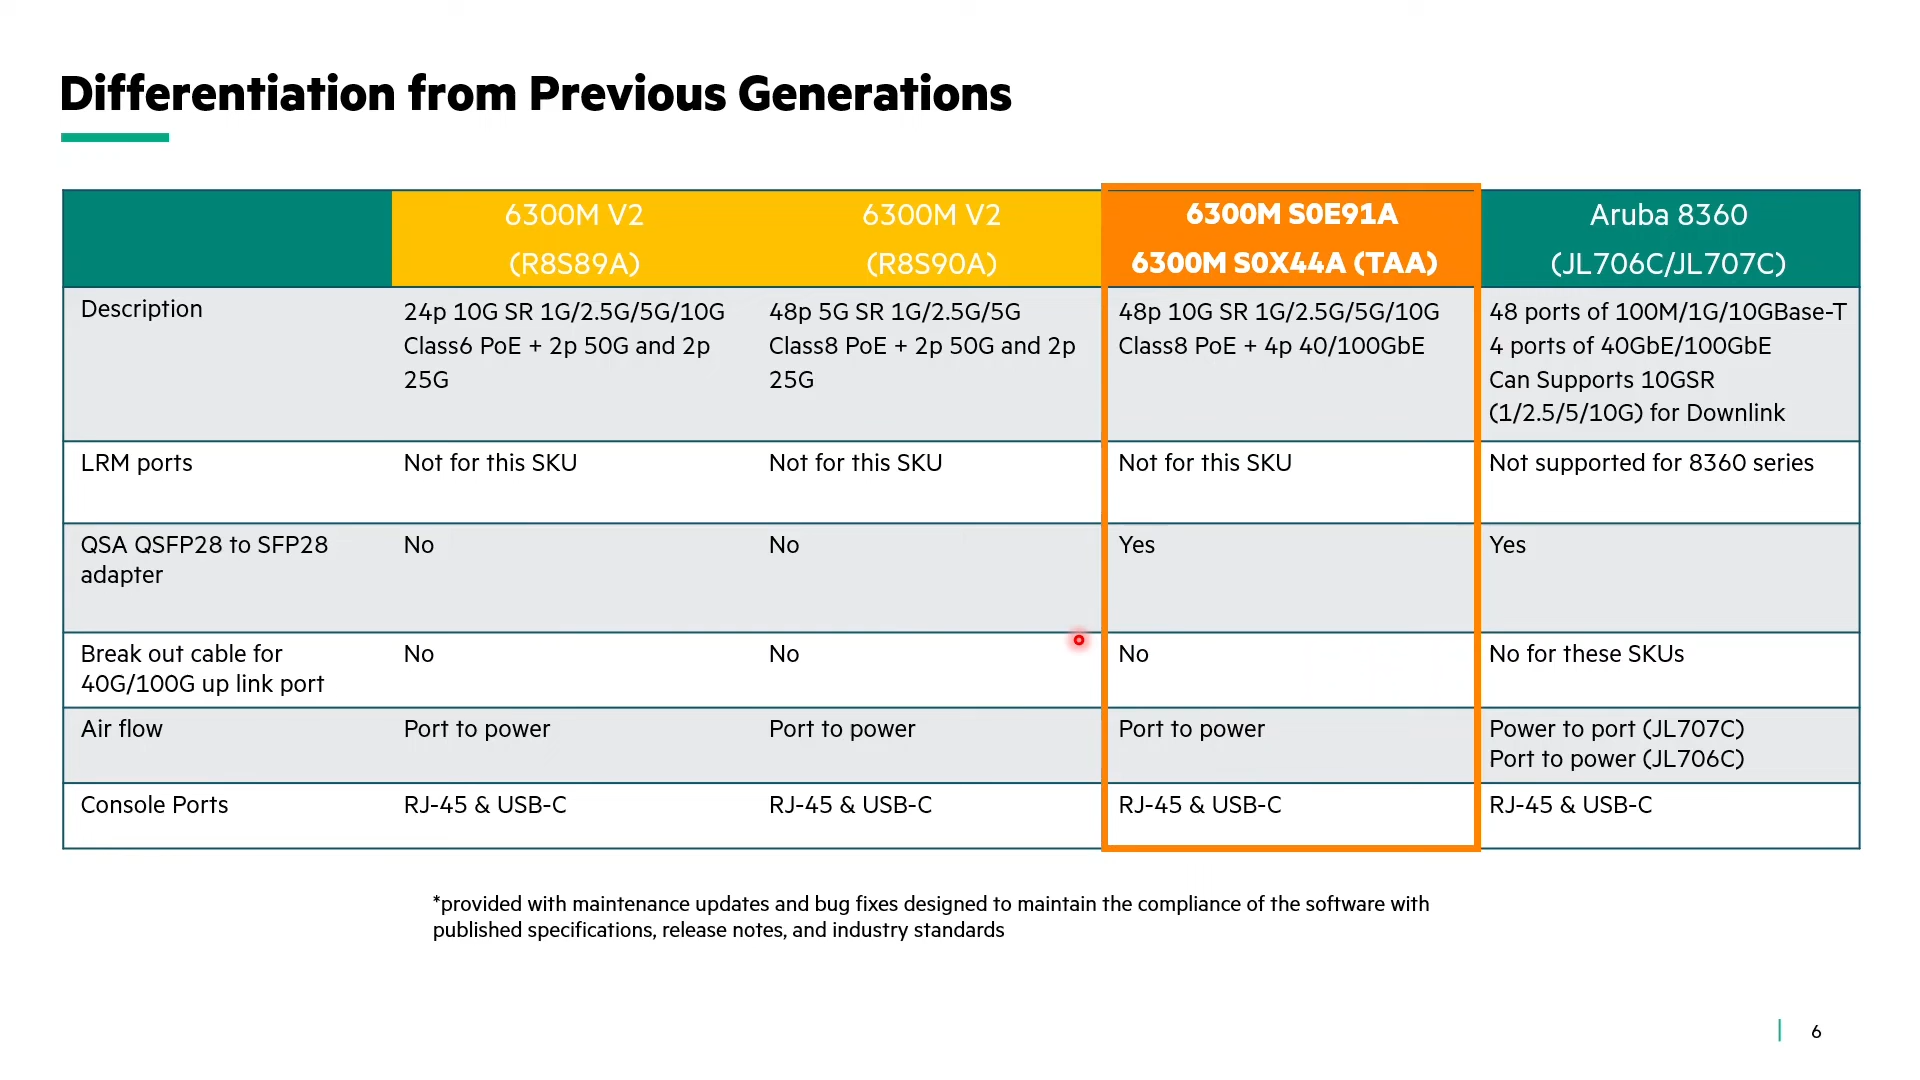 Differentiation from Previous Generations
6300M V2
(R8S89A)
6300M V2
(R8S90A)
6300M S0E91A
6300M S0X44A (TAA)
Aruba 8360
(JL706C/JL707C)
Description
24p 10G SR 1G/2.5G/5G/10G
Class6 PoE + 2p 50G and 2p
25G
48p 5G SR 1G/2.5G/5G
Class8 PoE + 2p 50G and 2p
25G
48p 10G SR 1G/2.5G/5G/10G
Class8 PoE + 4p 40/100GbE
48 ports of 100M/1G/10GBase-T
4 ports of 40GbE/100GbE
Can Supports 10GSR
(1/2.5/5/10G) for Downlink
LRM ports
Not for this SKU
Not for this SKU
Not for this SKU
Not supported for 8360 series
QSA QSFP28 to SFP28
adapter
No
No
Yes
Yes
Break out cable for
40G/100G up link port
No
No
No
No for these SKUs
Air flow
Port to power
Port to power
Port to power
Power to port (JL707C)
Port to power (JL706C)
Console Ports
RJ-45 & USB-C
RJ-45 & USB-C
RJ-45 & USB-C
RJ-45 & USB-C
*provided with maintenance updates and bug fixes designed to maintain the compliance of the software with
published specifications, release notes, and industry standards
6